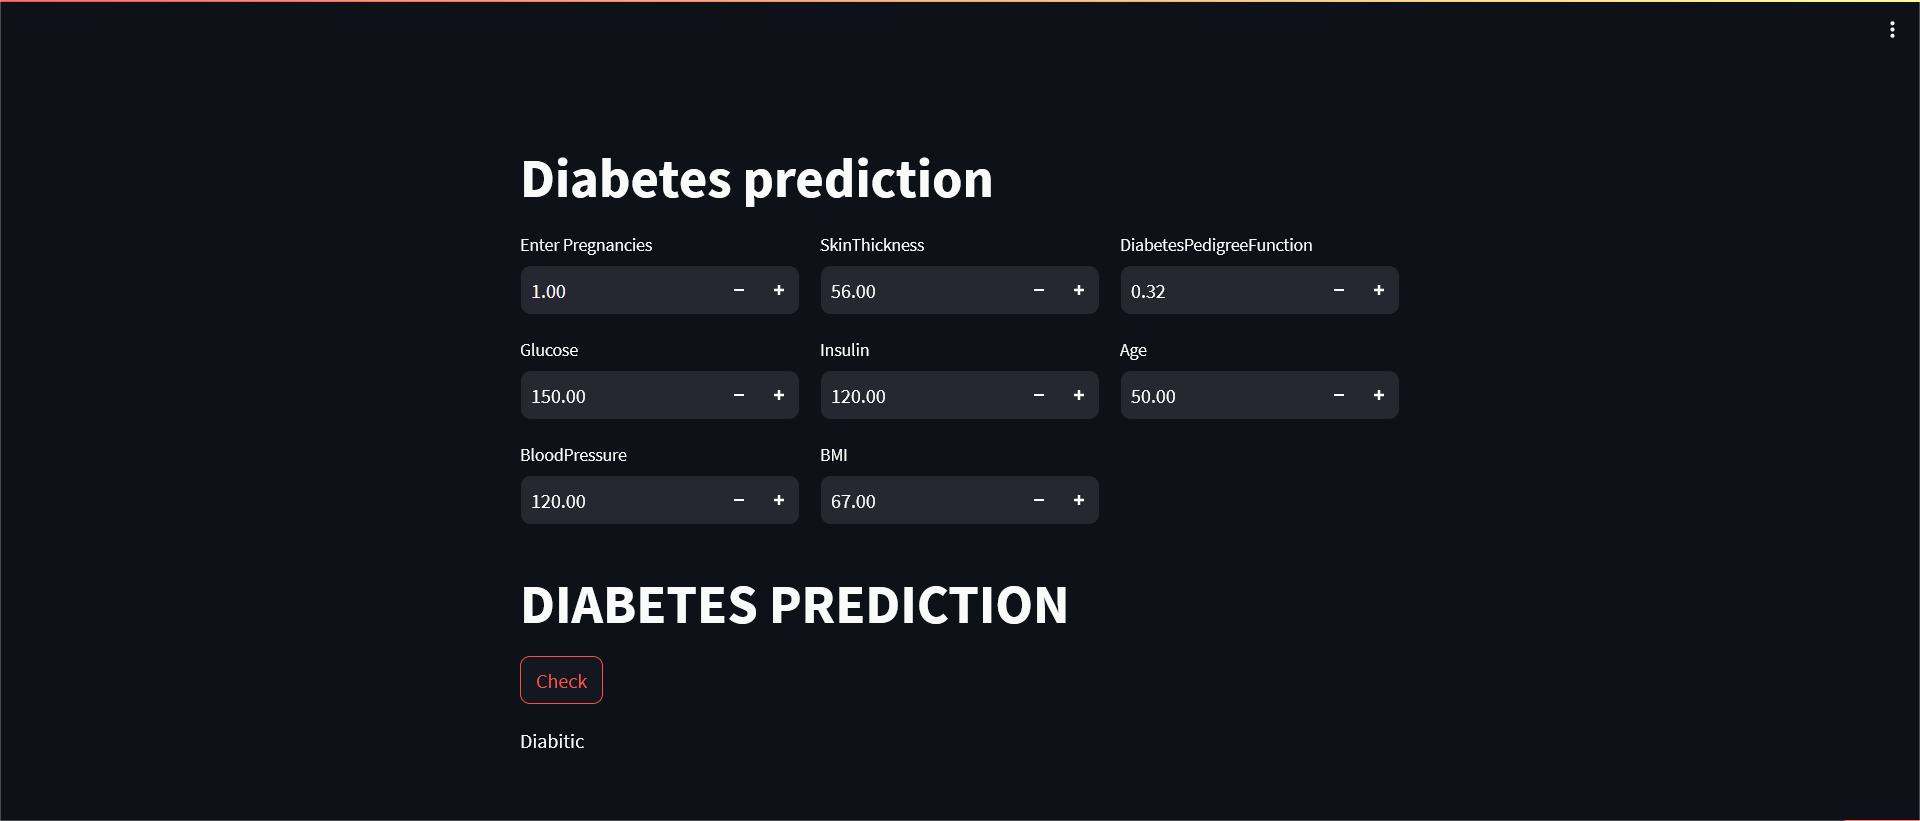 Diabetes prediction
Enter Pregnancies
1.00
SkinThickness
56.00
DiabetesPedigreeFunction
0.32
Glucose
150.00
Insulin
120.00
Age
50.00
BloodPressure
120.00
BMI
67.00
DIABETES PREDICTION
Check
Diabitic